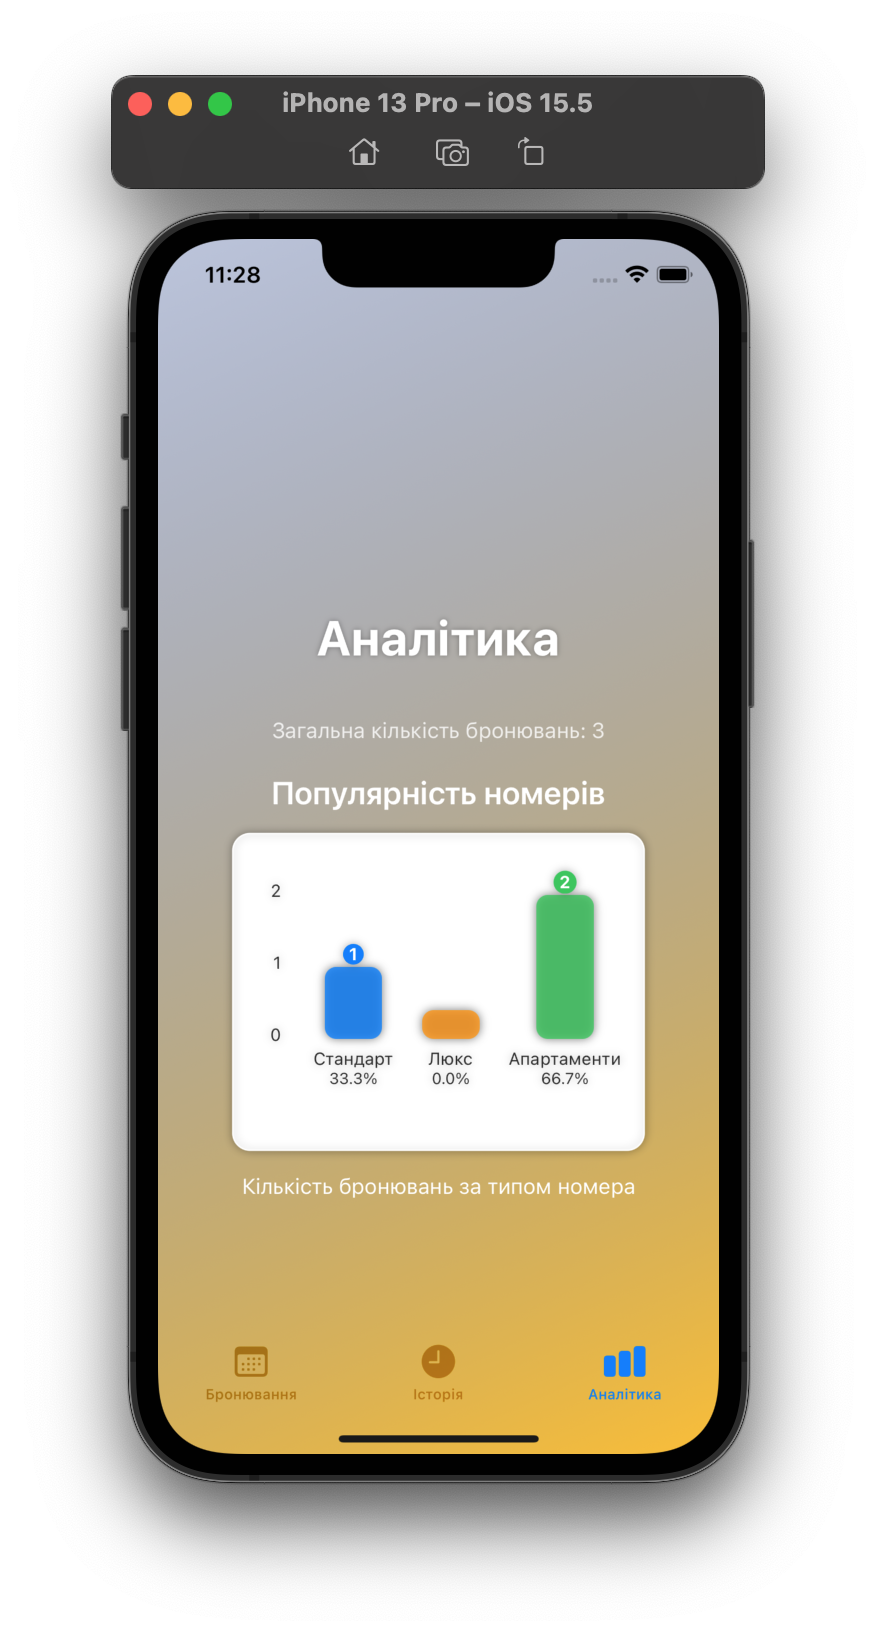 iPhone 13 Pro – iOS 15.5
11:28
Аналітика
Загальна кількість бронювань: 3
Популярність номерів
2
1
0
1
2
Стандарт Люкс Апартаменти
33.3% 0.0% 66.7%
Кількість бронювань за типом номера
Бронювання Історія Аналітика